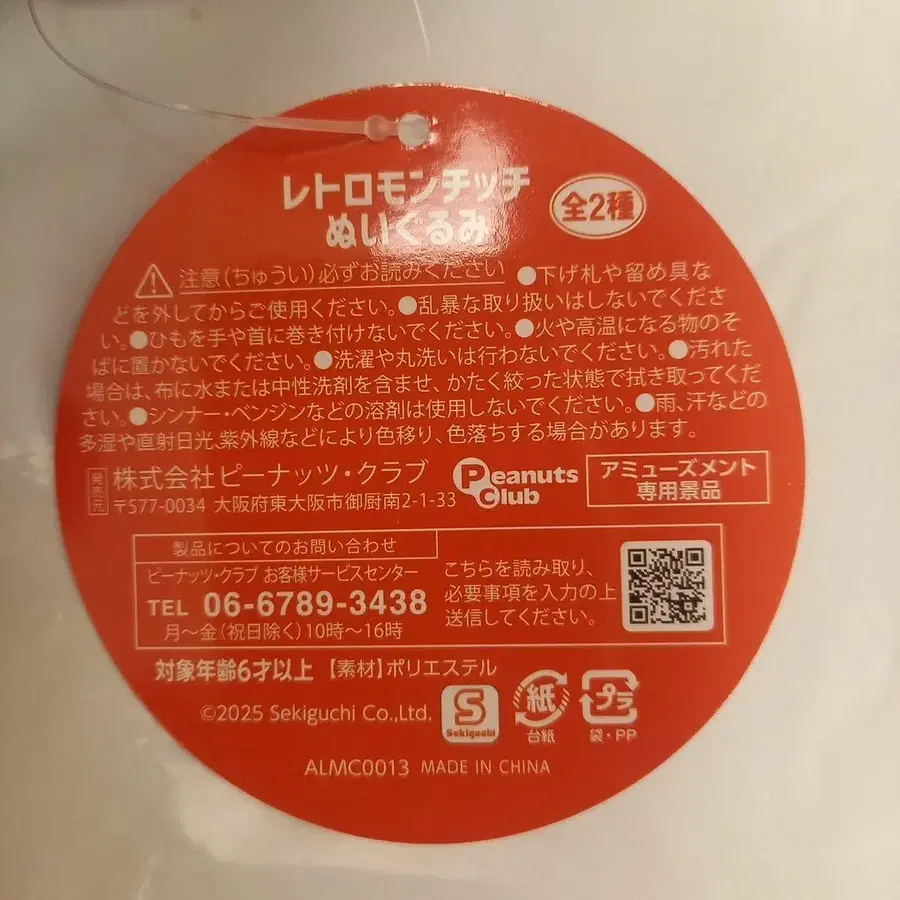 レトロモンチッチ
ぬいぐるみ
全2種
注意(ちゅうい)必ずお読みください ●下げ札や留め具な
どを外してからご使用ください。●乱暴な取り扱いはしないでくださ
い。●ひもを手や首に巻き付けないでください。●火や高温になる物のそ
ばに置かないでください。●洗濯や丸洗いは行わないでください。●汚れた
場合は、布に水または中性洗剤を含ませ、かたく絞った状態で拭き取ってくだ
さい。●シンナー・ベンジンなどの溶剤は使用しないでください。●雨、汗などの
多湿や直射日光、紫外線などにより色移り、色落ちする場合があります。
発売元
株式会社ピーナッツ・クラブ
〒577-0034 大阪府東大阪市御厨南2-1-33
Peanuts
Club
アミューズメント
専用景品
製品についてのお問い合わせ
ピーナッツ・クラブ お客様サービスセンター
TEL 06-6789-3438
月〜金(祝日除く)10時〜16時
こちらを読み取り、
必要事項を入力の上
送信してください。
対象年齢6才以上 【素材】ポリエステル
©2025 Sekiguchi Co.,Ltd.
S
Sekiguchi
紙
台紙
プラ
袋・PP
ALMC0013 MADE IN CHINA